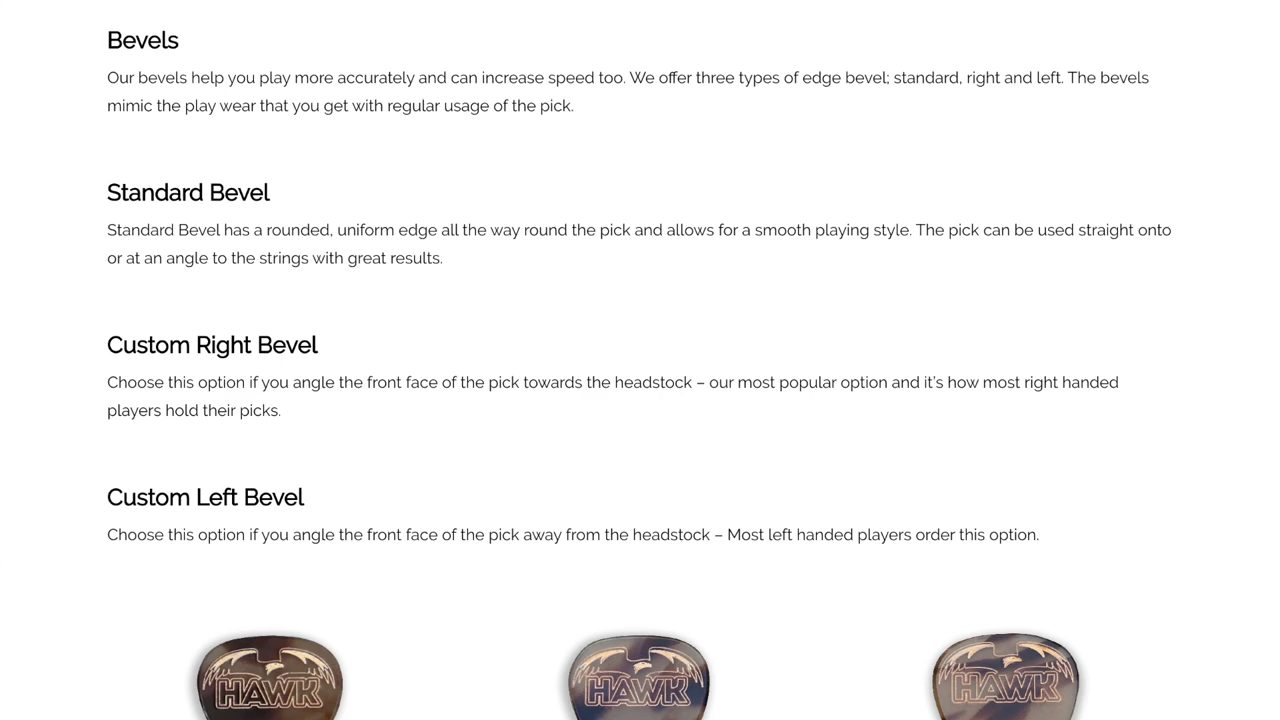 Bevels
Our bevels help you play more accurately and can increase speed too. We offer three types of edge bevel; standard, right and left. The bevels
mimic the play wear that you get with regular usage of the pick.
Standard Bevel
Standard Bevel has a rounded, uniform edge all the way round the pick and allows for a smooth playing style. The pick can be used straight onto
or at an angle to the strings with great results.
Custom Right Bevel
Choose this option if you angle the front face of the pick towards the headstock – our most popular option and it’s how most right handed
players hold their picks.
Custom Left Bevel
Choose this option if you angle the front face of the pick away from the headstock – Most left handed players order this option.
HAWK HAWK HAWK